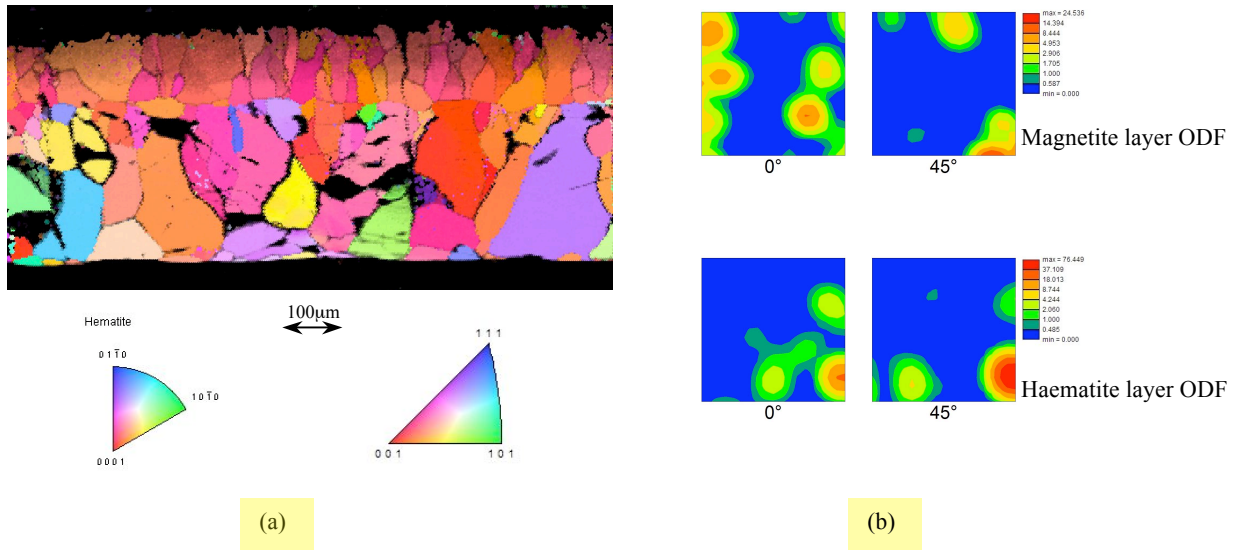 max = 24.536
14.394
8.444
4.953
2.906
1.705
1.000
0.587
min = 0.000
Magnetite layer ODF
0°
45°
max = 76.449
37.109
18.013
8.744
4.244
2.060
1.000
0.485
min = 0.000
Haematite layer ODF
0°
45°
100µm
Hematite
0 1 1̅ 0
1 0 1̅ 0
0 0 0 1
1 1 1
0 0 1
1 0 1
(a)
(b)